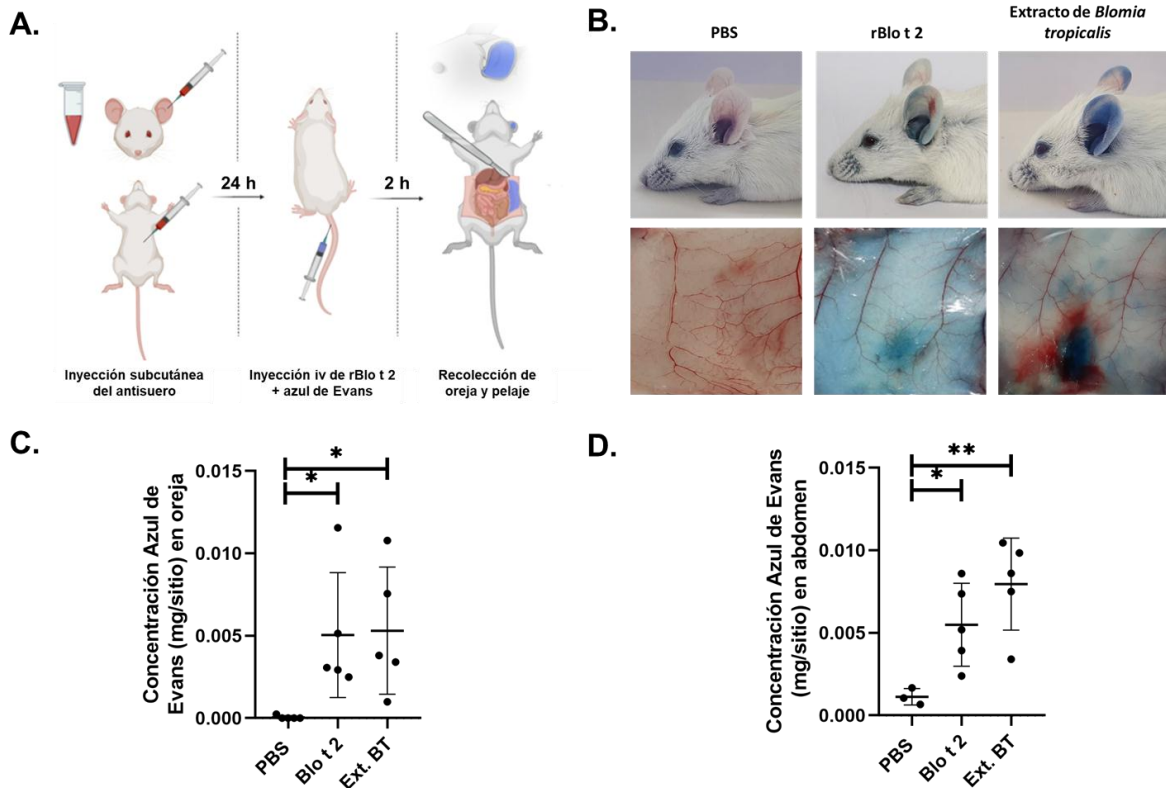 A.
24 h
2 h
Inyección subcutánea
del antisuero
Inyección iv de rBlo t 2
+ azul de Evans
Recolección de
oreja y pelaje
B.
PBS
rBlo t 2
Extracto de Blomia
tropicalis
C.
Concentración Azul de
Evans (mg/sitio) en oreja
0.015
0.010
0.005
0.000
*
*
PBS
Blo t 2
Ext. BT
D.
Concentración Azul de Evans
(mg/sitio) en abdomen
0.015
0.010
0.005
0.000
**
*
PBS
Blo t 2
Ext. BT